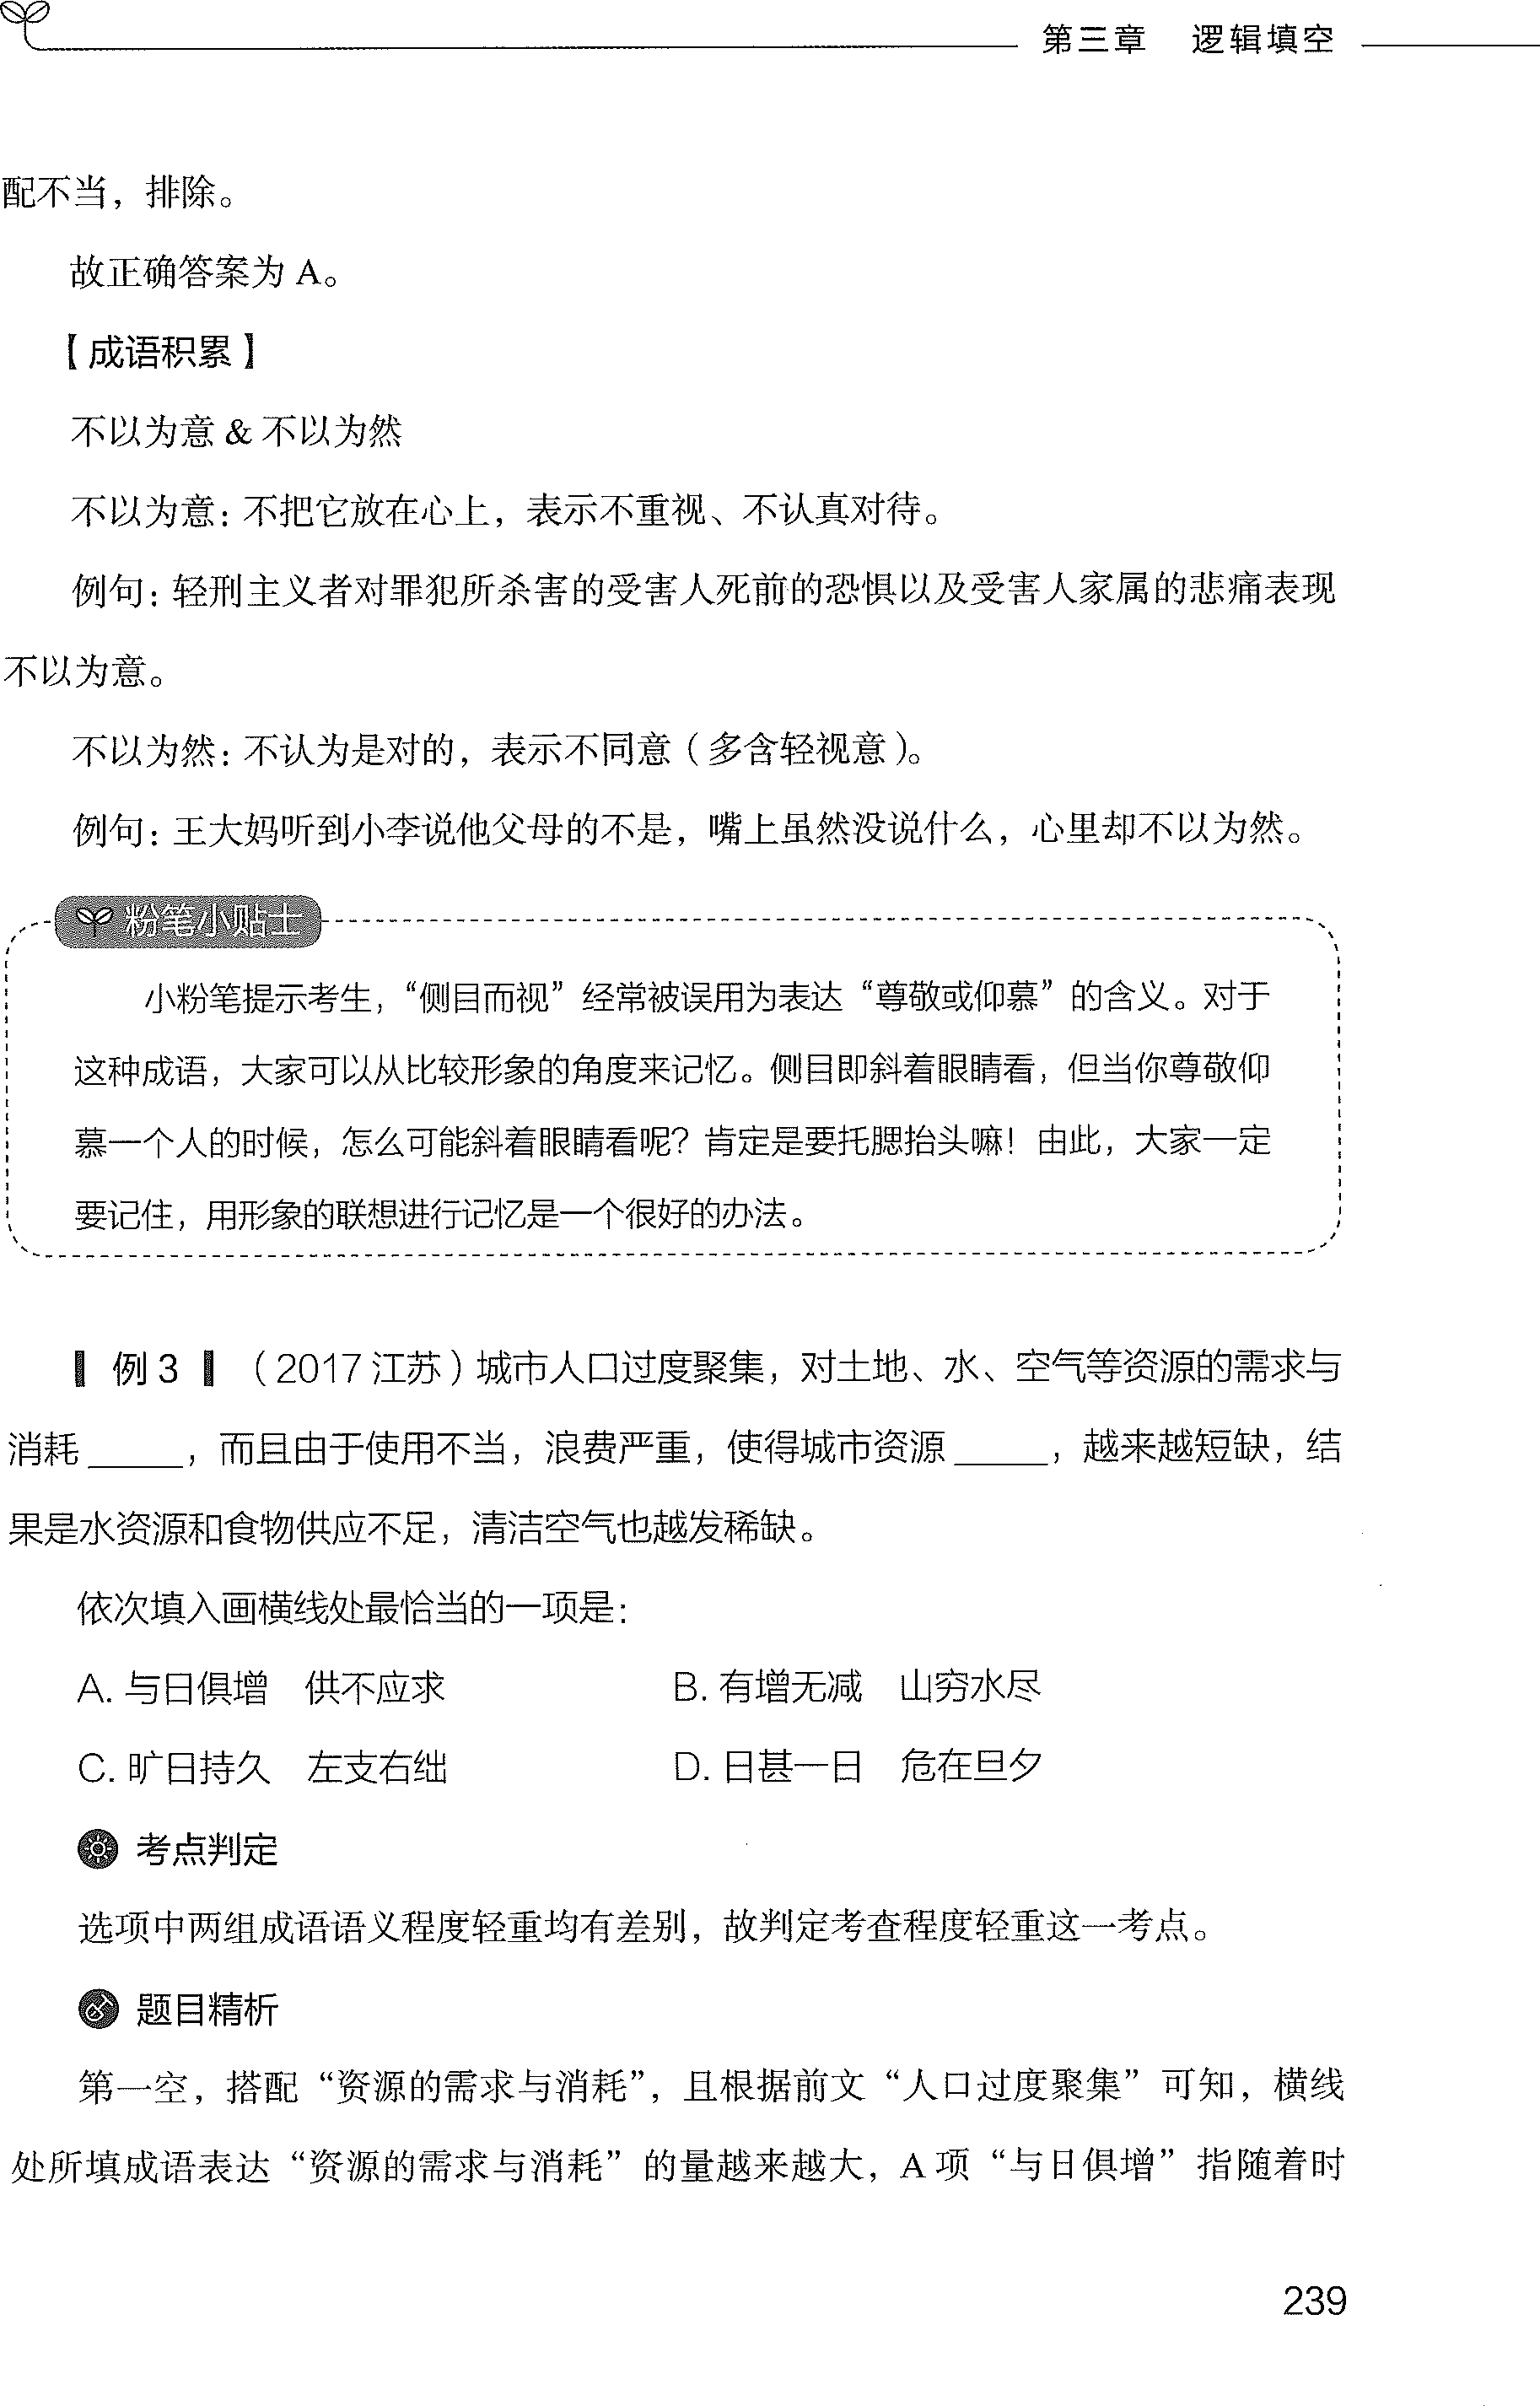 第三章 逻辑填空
配不当，排除。
故正确答案为 A。
【成语积累】
不以为意 & 不以为然
不以为意：不把它放在心上，表示不重视、不认真对待。
例句：轻刑主义者对罪犯所杀害的受害人死前的恐惧以及受害人家属的悲痛表现
不以为意。
不以为然：不认为是对的，表示不同意（多含轻视意）。
例句：王大妈听到小李说他父母的不是，嘴上虽然没说什么，心里却不以为然。
粉笔小贴士
小粉笔提示考生，“侧目而视”经常被误用为表达“尊敬或仰慕”的含义。对于
这种成语，大家可以从比较形象的角度来记忆。侧目即斜着眼睛看，但当你尊敬仰
慕一个人的时候，怎么可能斜着眼睛看呢？肯定是要托腮抬头嘛！由此，大家一定
要记住，用形象的联想进行记忆是一个很好的办法。
例 3 （2017 江苏）城市人口过度聚集，对土地、水、空气等资源的需求与
消耗_____，而且由于使用不当，浪费严重，使得城市资源_____，越来越短缺，结
果是水资源和食物供应不足，清洁空气也越发稀缺。
依次填入画横线处最恰当的一项是：
A. 与日俱增 供不应求 B. 有增无减 山穷水尽
C. 旷日持久 左支右绌 D. 日甚一日 危在旦夕
考点判定
选项中两组成语语义程度轻重均有差别，故判定考查程度轻重这一考点。
题目精析
第一空，搭配“资源的需求与消耗”，且根据前文“人口过度聚集”可知，横线
处所填成语表达“资源的需求与消耗”的量越来越大，A 项“与日俱增”指随着时
239